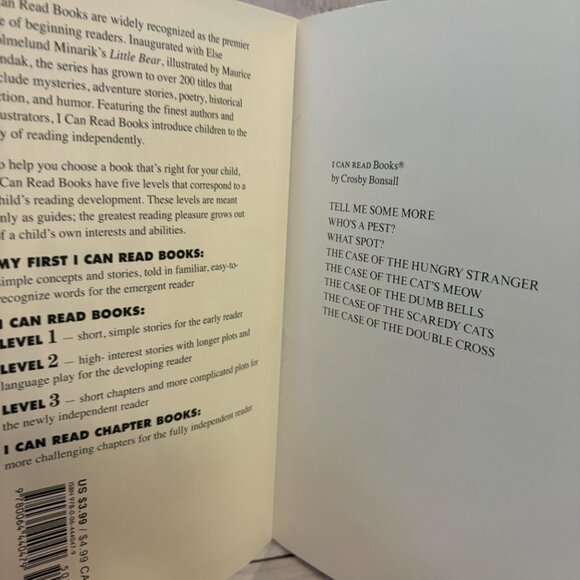 an Read Books are widely recognized as the premier
e of beginning readers. Inaugurated with Else
olmelund Minarik's Little Bear, illustrated by Maurice
ndak, the series has grown to over 200 titles that
clude mysteries, adventure stories, poetry, historical
ction, and humor. Featuring the finest authors and
ustrators, I Can Read Books introduce children to the
y of reading independently.
o help you choose a book that's right for your child,
Can Read Books have five levels that correspond to a
hild's reading development. These levels are meant
nly as guides; the greatest reading pleasure grows out
of a child's own interests and abilities.
MY FIRST I CAN READ BOOKS:
simple concepts and stories, told in familiar, easy-to-
recognize words for the emergent reader
I CAN READ BOOKS:
LEVEL 1 — short, simple stories for the early reader
LEVEL 2 — high- interest stories with longer plots and
language play for the developing reader
LEVEL 3 — short chapters and more complicated plots for
the newly independent reader
I CAN READ CHAPTER BOOKS:
more challenging chapters for the fully independent reader
US $3.99 / $4.99 CA
ISBN 978-0-06-444047-9
9780064440479
50
I CAN READ Books®
by Crosby Bonsall
TELL ME SOME MORE
WHO'S A PEST?
WHAT SPOT?
THE CASE OF THE HUNGRY STRANGER
THE CASE OF THE CAT'S MEOW
THE CASE OF THE DUMB BELLS
THE CASE OF THE SCAREDY CATS
THE CASE OF THE DOUBLE CROSS